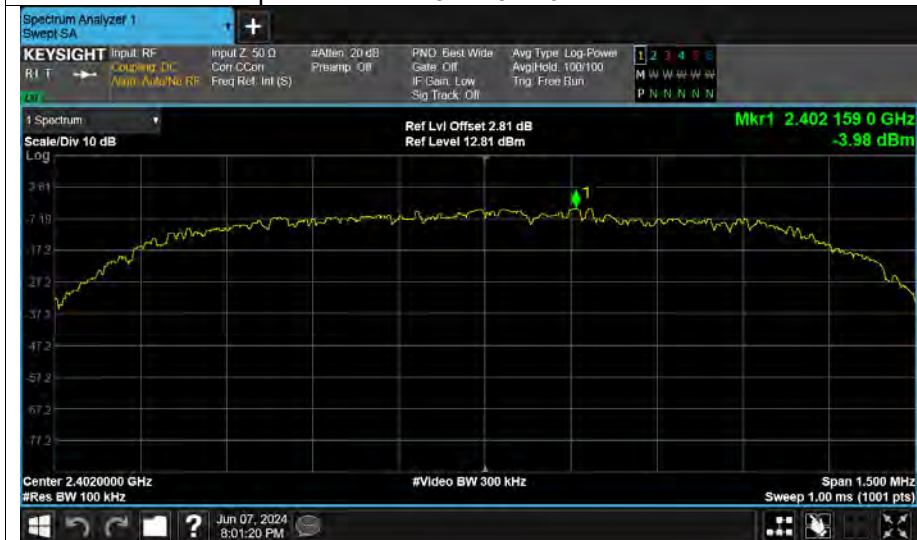 Spectrum Analyzer 1
Swept SA
+
KEYSIGHT Input: RF Input Z: 50 Ω #Atten: 20 dB PNO: Best Wide Avg Type: Log-Power 1 2 3 4 5 6
R L T Coupling: DC Corr CCorr Preamp: Off Gate: Off Avg|Hold: 100/100 M W W W W W
Align: Auto/No RF Freq Ref: Int (S) IF Gain: Low Trig: Free Run
Sig Track: Off P N N N N N
1 Spectrum Ref Lvl Offset 2.81 dB Mkr1 2.402 159 0 GHz
Scale/Div 10 dB Ref Level 12.81 dBm -3.98 dBm
Log
2.81
1
-7.19
-17.2
-27.2
-37.2
-47.2
-57.2
-67.2
-77.2
Center 2.4020000 GHz #Video BW 300 kHz Span 1.500 MHz
#Res BW 100 kHz Sweep 1.00 ms (1001 pts)
? Jun 07, 2024
8:01:20 PM